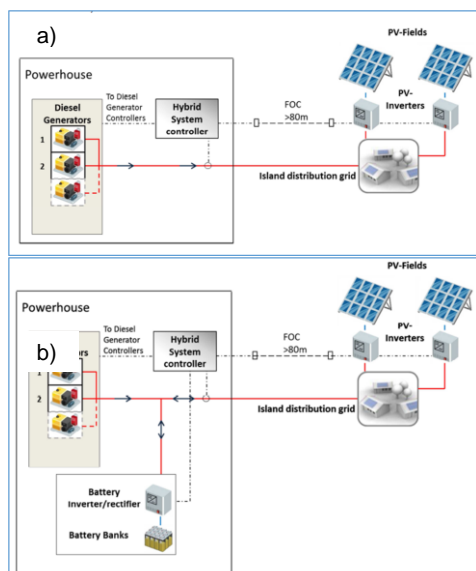 a)
PV-Fields
Powerhouse
Diesel
Generators
To Diesel
Generator
Controllers
Hybrid
System
controller
FOC
>80m
PV-
Inverters
1
2
Island distribution grid
b)
PV-Fields
Powerhouse
To Diesel
Generator
Controllers
Hybrid
System
controller
FOC
>80m
PV-
Inverters
rs
1
2
Island distribution grid
Battery
Inverter/rectifier
Battery Banks